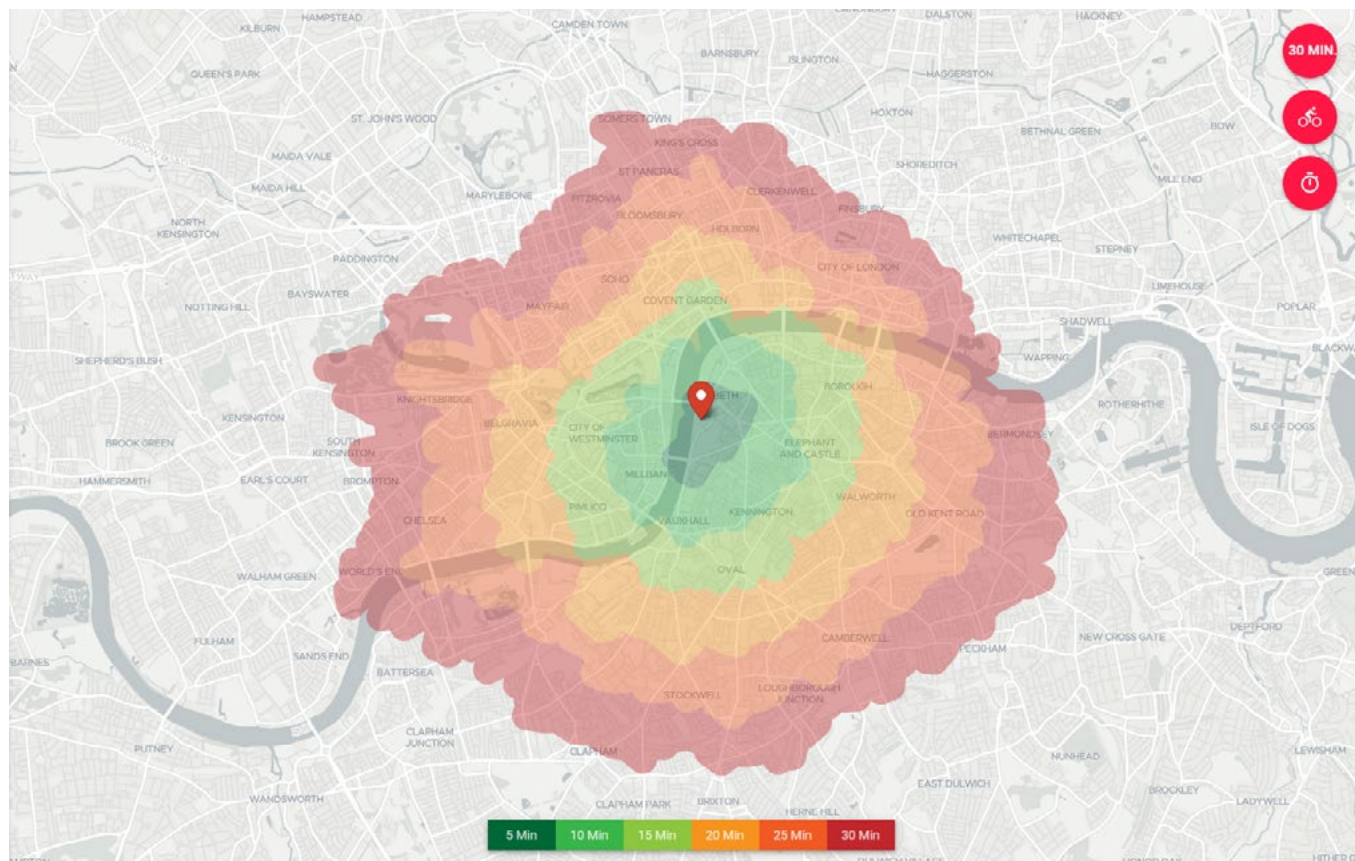 HAMPSTEAD
DALSTON
HACKNEY
KILBURN
CAMDEN TOWN
BARNSBURY
ISLINGTON
30 MIN.
QUEEN'S PARK
HAGGERSTON
ST. JOHN'S WOOD
SOMERS TOWN
HOXTON
BETHNAL GREEN
BOW
KING'S CROSS
MAIDA VALE
SHOREDITCH
ST PANCRAS
MILE END
MAIDA HILL
MARYLEBONE
FITZROVIA
CLERKENWELL
FINSBURY
BLOOMSBURY
NORTH
KENSINGTON
HOLBORN
WHITECHAPEL
STEPNEY
PADDINGTON
CITY OF LONDON
SOHO
LIMEHOUSE
BAYSWATER
COVENT GARDEN
NOTTING HILL
MAYFAIR
POPLAR
SHADWELL
SHEPHERD'S BUSH
WAPPING
BLACKWA
BOROUGH
BETH
KNIGHTSBRIDGE
ROTHERHITHE
KENSINGTON
BELGRAVIA
CITY OF
WESTMINSTER
ISLE OF DOGS
BERMONDSEY
BROOK GREEN
SOUTH
KENSINGTON
ELEPHANT
AND CASTLE
MILLBAN
HAMMERSMITH
EARL'S COURT
BROMPTON
WALWORTH
PIMLICO
KENNINGTON
OLD KENT ROAD
CHELSEA
VAUXHALL
OVAL
WORLD'S EN
GREEN
WALHAM GREEN
DEPTFORD
FULHAM
CAMBERWELL
NEW CROSS GATE
SANDS END
PECKHAM
BARNES
BATTERSEA
LOUGHBOROUGH
JUNCTION
STOCKWELL
CLAPHAM
JUNCTION
PUTNEY
CLAPHAM
NUNHEAD
LEWISHAM
EAST DULWICH
BROCKLEY
WANDSWORTH
CLAPHAM PARK
BRIXTON
HERNE HILL
LADYWELL
5 Min
10 Min
15 Min
20 Min
25 Min
30 Min